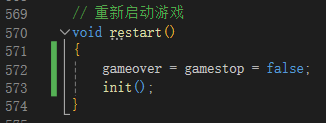 569 // 重新启动游戏
570 void restart()
571 {
572 gameover = gamestop = false;
573 init();
574 }